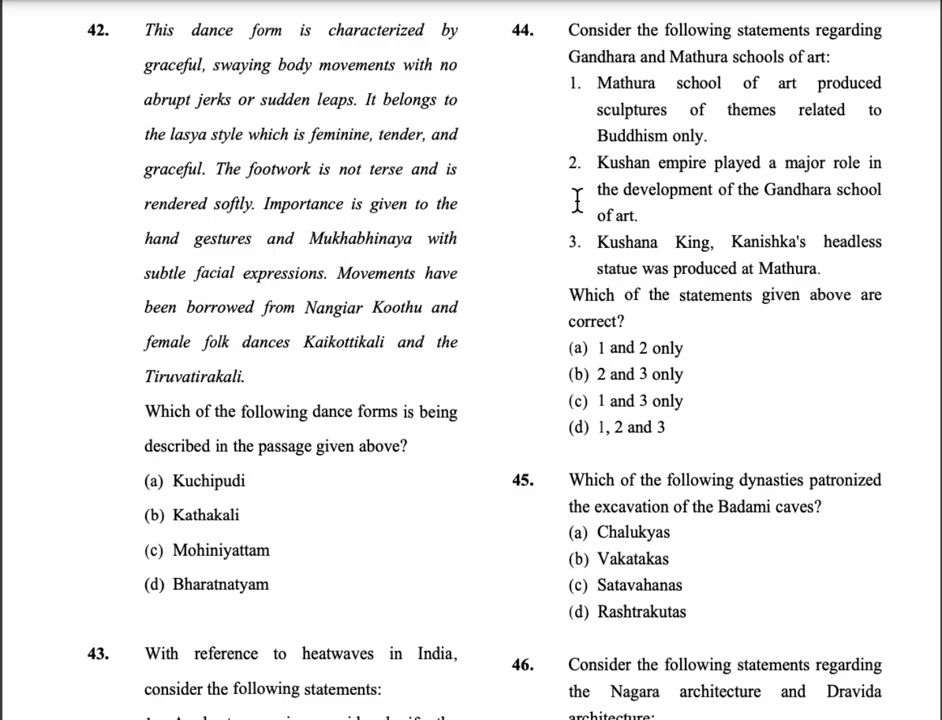 42. This dance form is characterized by
graceful, swaying body movements with no
abrupt jerks or sudden leaps. It belongs to
the lasya style which is feminine, tender, and
graceful. The footwork is not terse and is
rendered softly. Importance is given to the
hand gestures and Mukhabhinaya with
subtle facial expressions. Movements have
been borrowed from Nangiar Koothu and
female folk dances Kaikottikali and the
Tiruvatirakali.
Which of the following dance forms is being
described in the passage given above?
(a) Kuchipudi
(b) Kathakali
(c) Mohiniyattam
(d) Bharatnatyam
43. With reference to heatwaves in India,
consider the following statements:
44. Consider the following statements regarding
Gandhara and Mathura schools of art:
1. Mathura school of art produced
sculptures of themes related to
Buddhism only.
2. Kushan empire played a major role in
the development of the Gandhara school
of art.
3. Kushana King, Kanishka's headless
statue was produced at Mathura.
Which of the statements given above are
correct?
(a) 1 and 2 only
(b) 2 and 3 only
(c) 1 and 3 only
(d) 1, 2 and 3
45. Which of the following dynasties patronized
the excavation of the Badami caves?
(a) Chalukyas
(b) Vakatakas
(c) Satavahanas
(d) Rashtrakutas
46. Consider the following statements regarding
the Nagara architecture and Dravida
architecture: